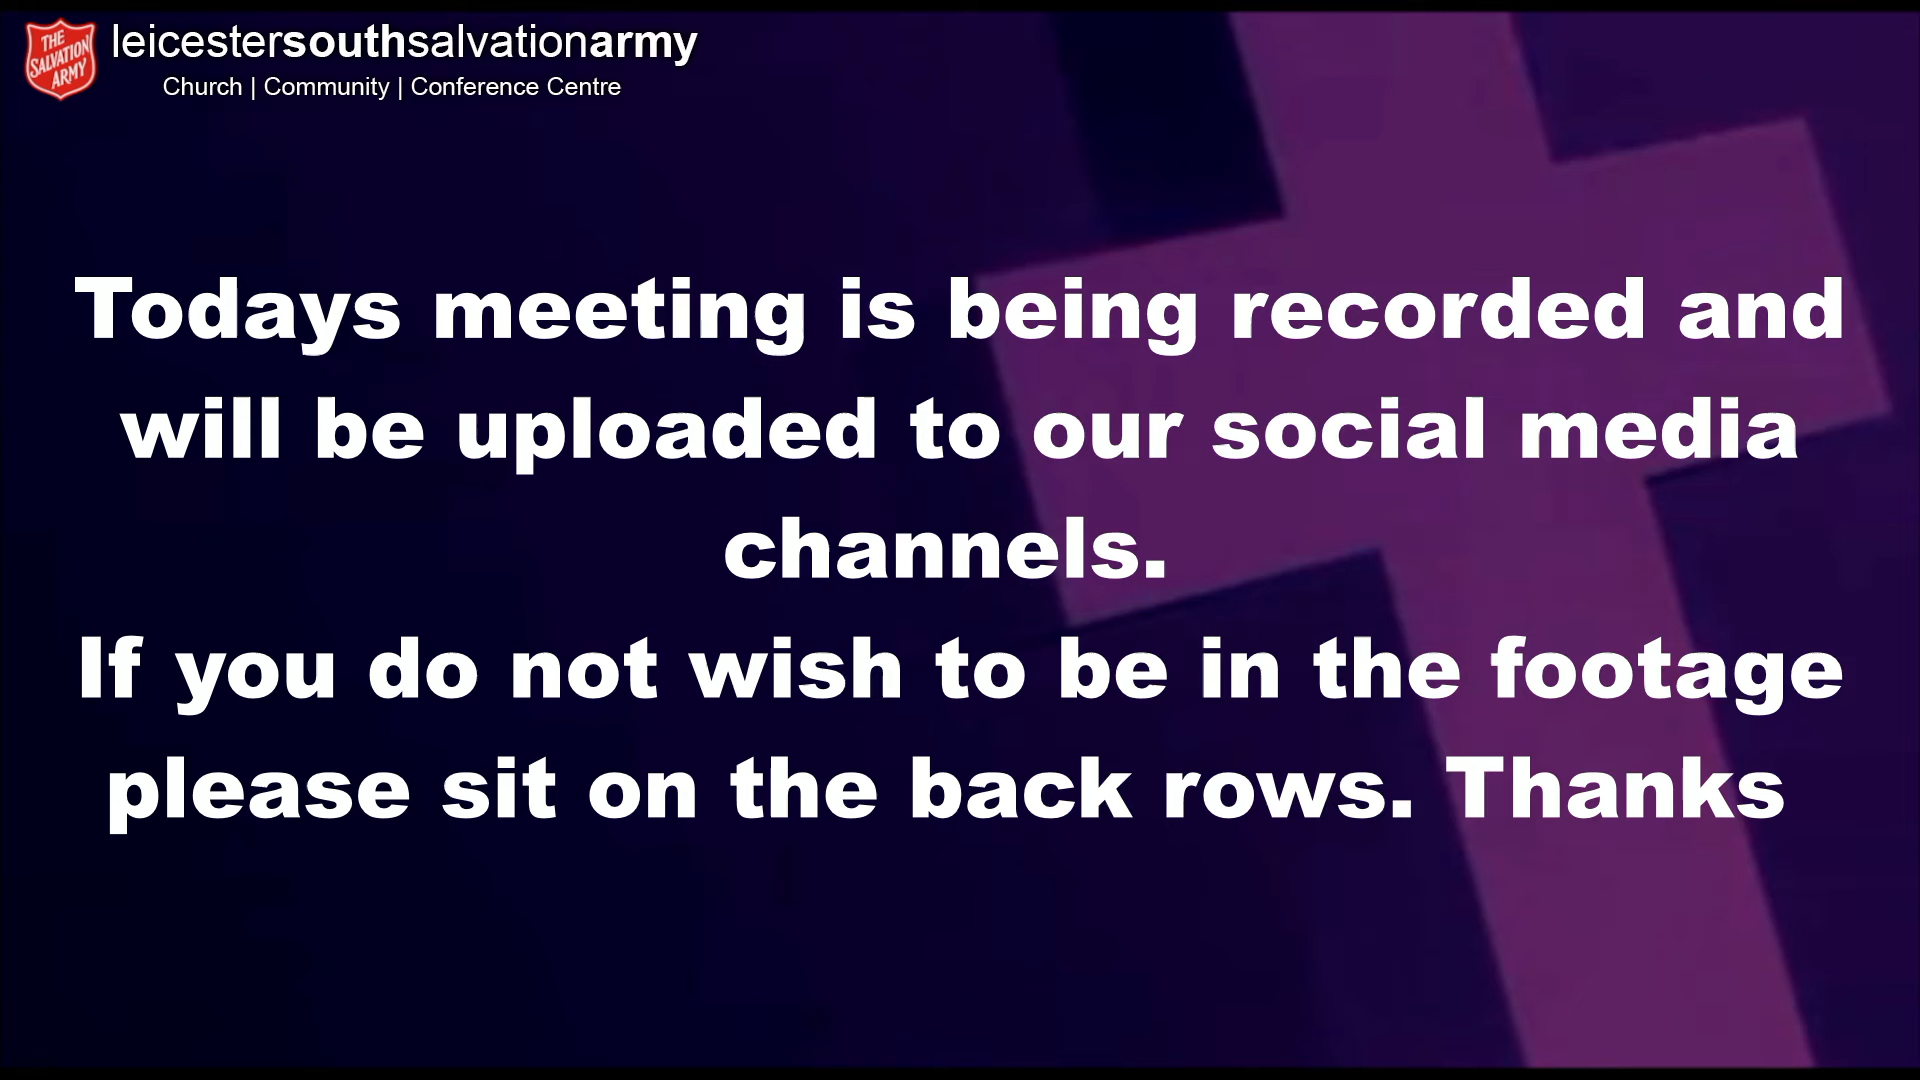 THE
SALVATION
ARMY
leicestersouthsalvationarmy
Church | Community | Conference Centre
Todays meeting is being recorded and
will be uploaded to our social media
channels.
If you do not wish to be in the footage
please sit on the back rows. Thanks